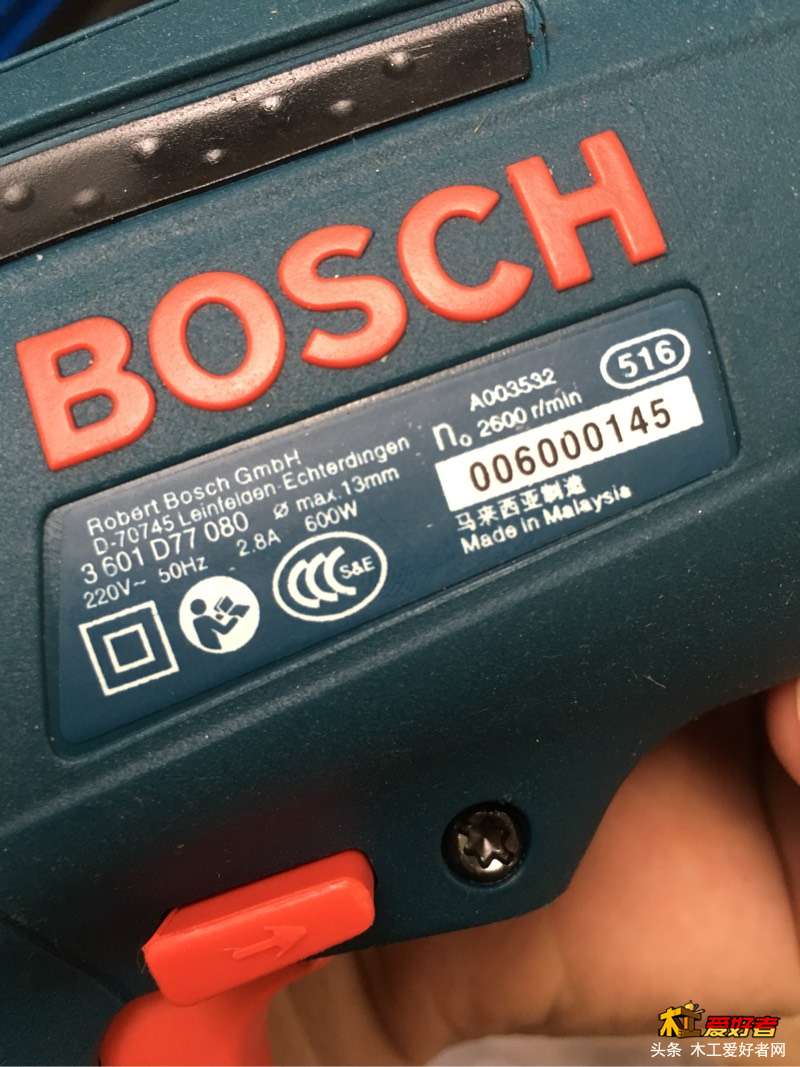 BOSCH
Robert Bosch GmbH
D-70745 Leinfelden-Echterdingen
3 601 D77 080 Ø max.13mm
220V~ 50Hz 2.8A 600W
S&E
A003532
516
n₀ 2600 r/min
006000145
马来西亚制造
Made in Malaysia
木工爱好者
头条 木工爱好者网